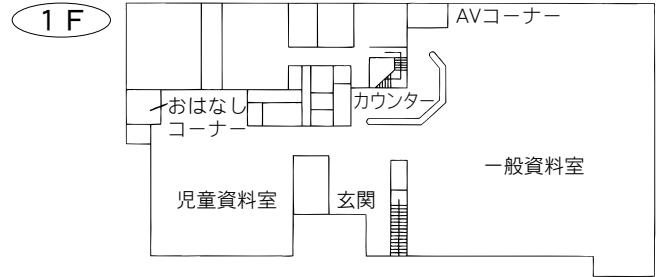 1F
AVコーナー
カウンター
おはなし
コーナー
一般資料室
児童資料室
玄関